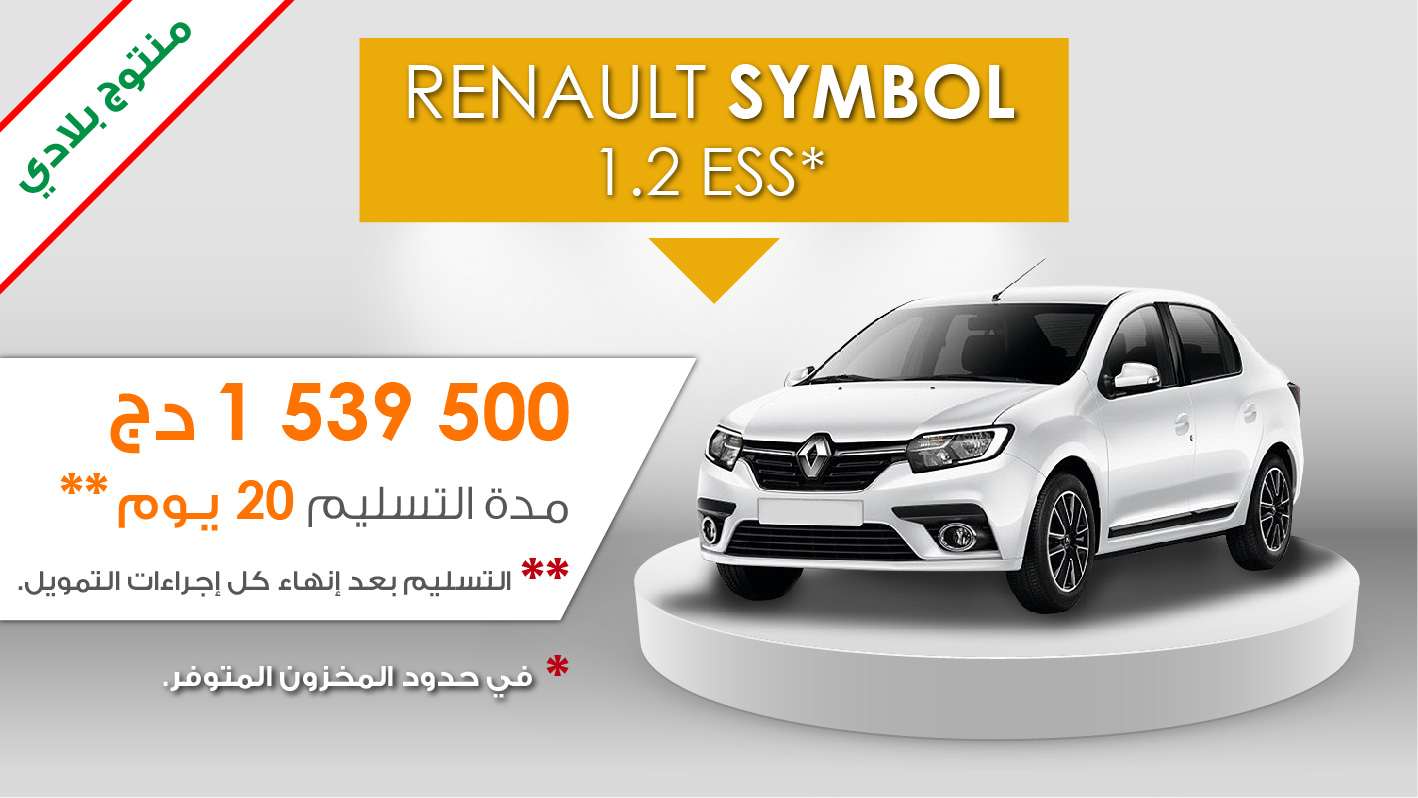 منتوج بلادي
RENAULT SYMBOL
1.2 ESS*
1 539 500 دج
مدة التسليم 20 يوم**
** التسليم بعد إنهاء كل إجراءات التمويل.
* في حدود المخزون المتوفر.